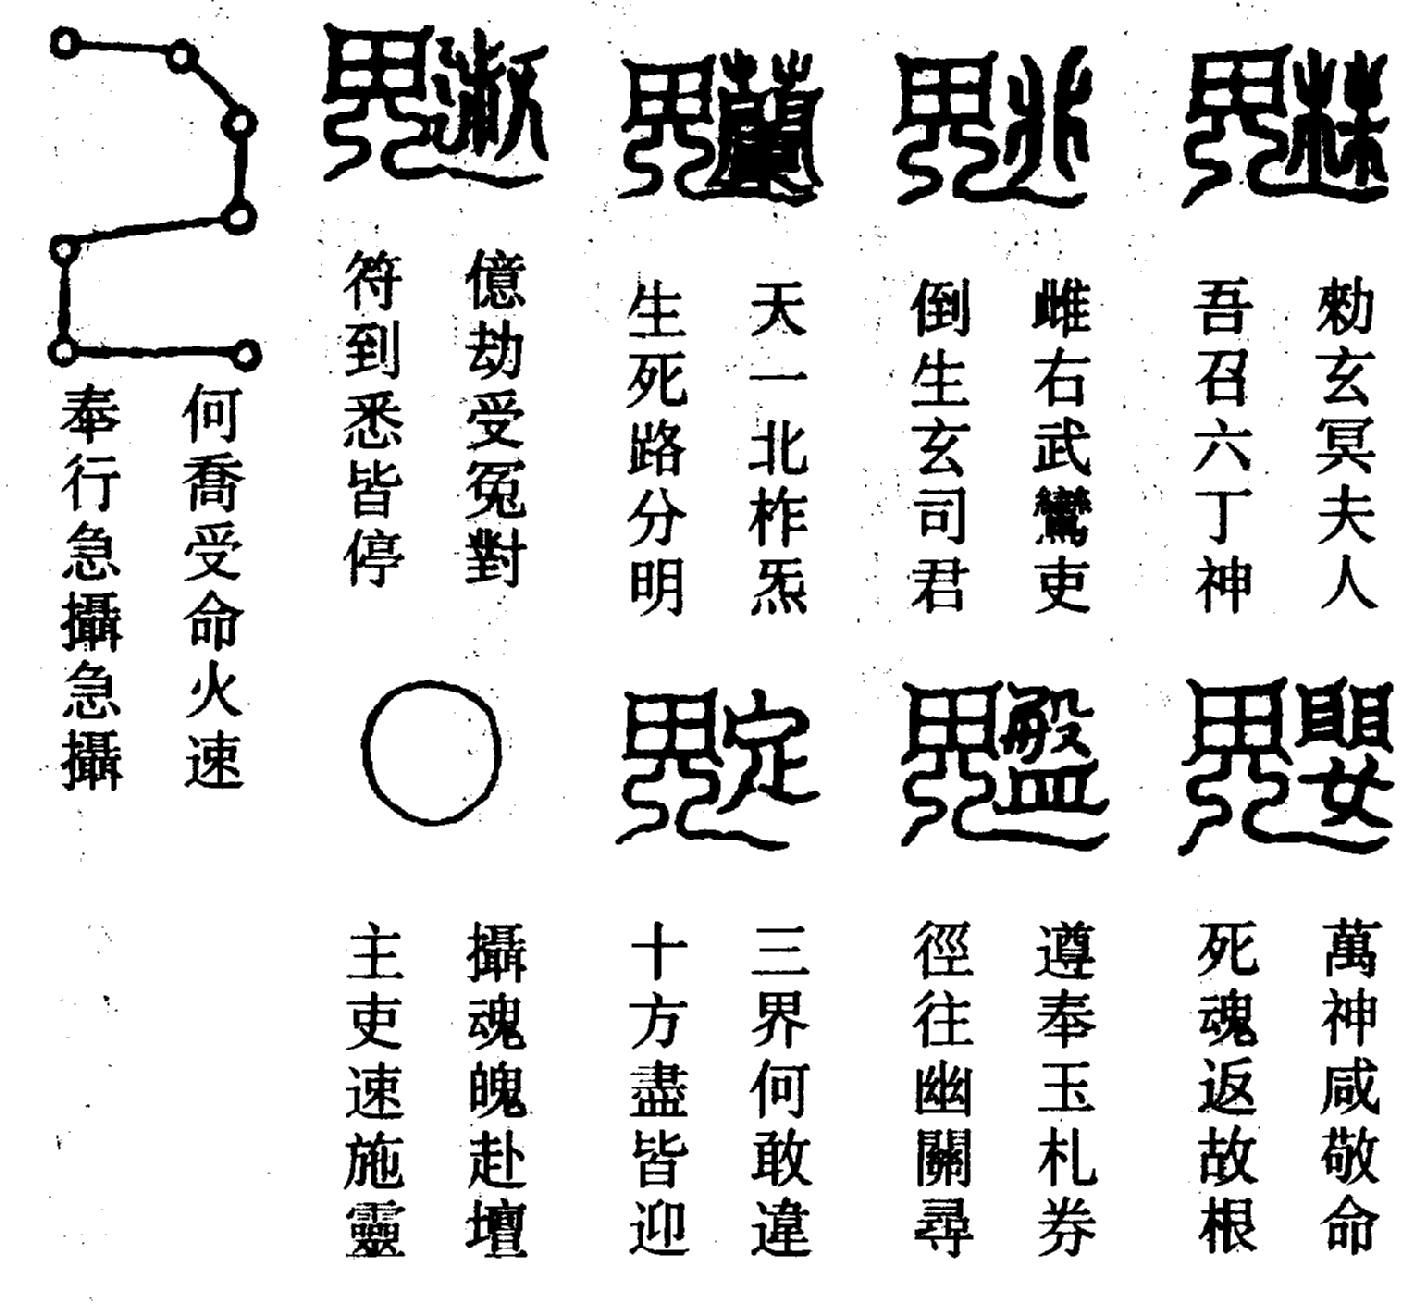 勑玄冥夫人
吾召六丁神
萬神咸敬命
死魂返故根
雌右武鸞吏
倒生玄司君
遵奉玉札券
徑往幽關尋
天一北柞炁
生死路分明
三界何敢違
十方盡皆迎
億劫受冤對
符到悉皆停
攝魂魄赴壇
主吏速施靈
何喬受命火速
奉行急攝急攝